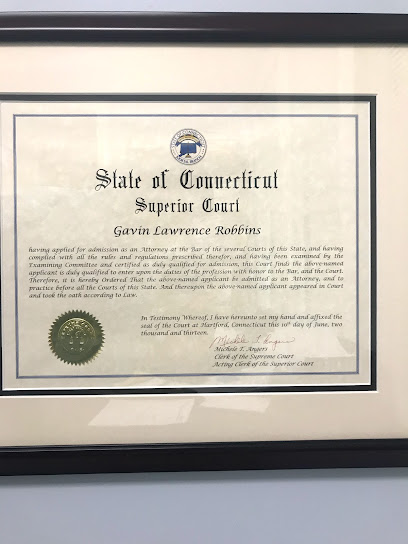 State of Connecticut
Superior Court
Gavin Lawrence Robbins
having applied for admission as an Attorney at the Bar of the several Courts of this State, and having
complied with all the rules and regulations prescribed therefor, and having been examined by the
Examining Committee and certified as duly qualified for admission, this Court finds the above-named
applicant is duly qualified to enter upon the duties of the profession with honor to the Bar, and the Court.
Therefore, it is hereby Ordered That the above-named applicant be admitted as an Attorney, and to
practice before all the Courts of this State. And thereupon the above-named applicant appeared in Court
and took the oath according to Law.
In Testimony Whereof, I have hereunto set my hand and affixed the
seal of the Court at Hartford, Connecticut this 10th day of June, two
thousand and thirteen.
Michele T. Angers
Clerk of the Supreme Court
Acting Clerk of the Superior Court